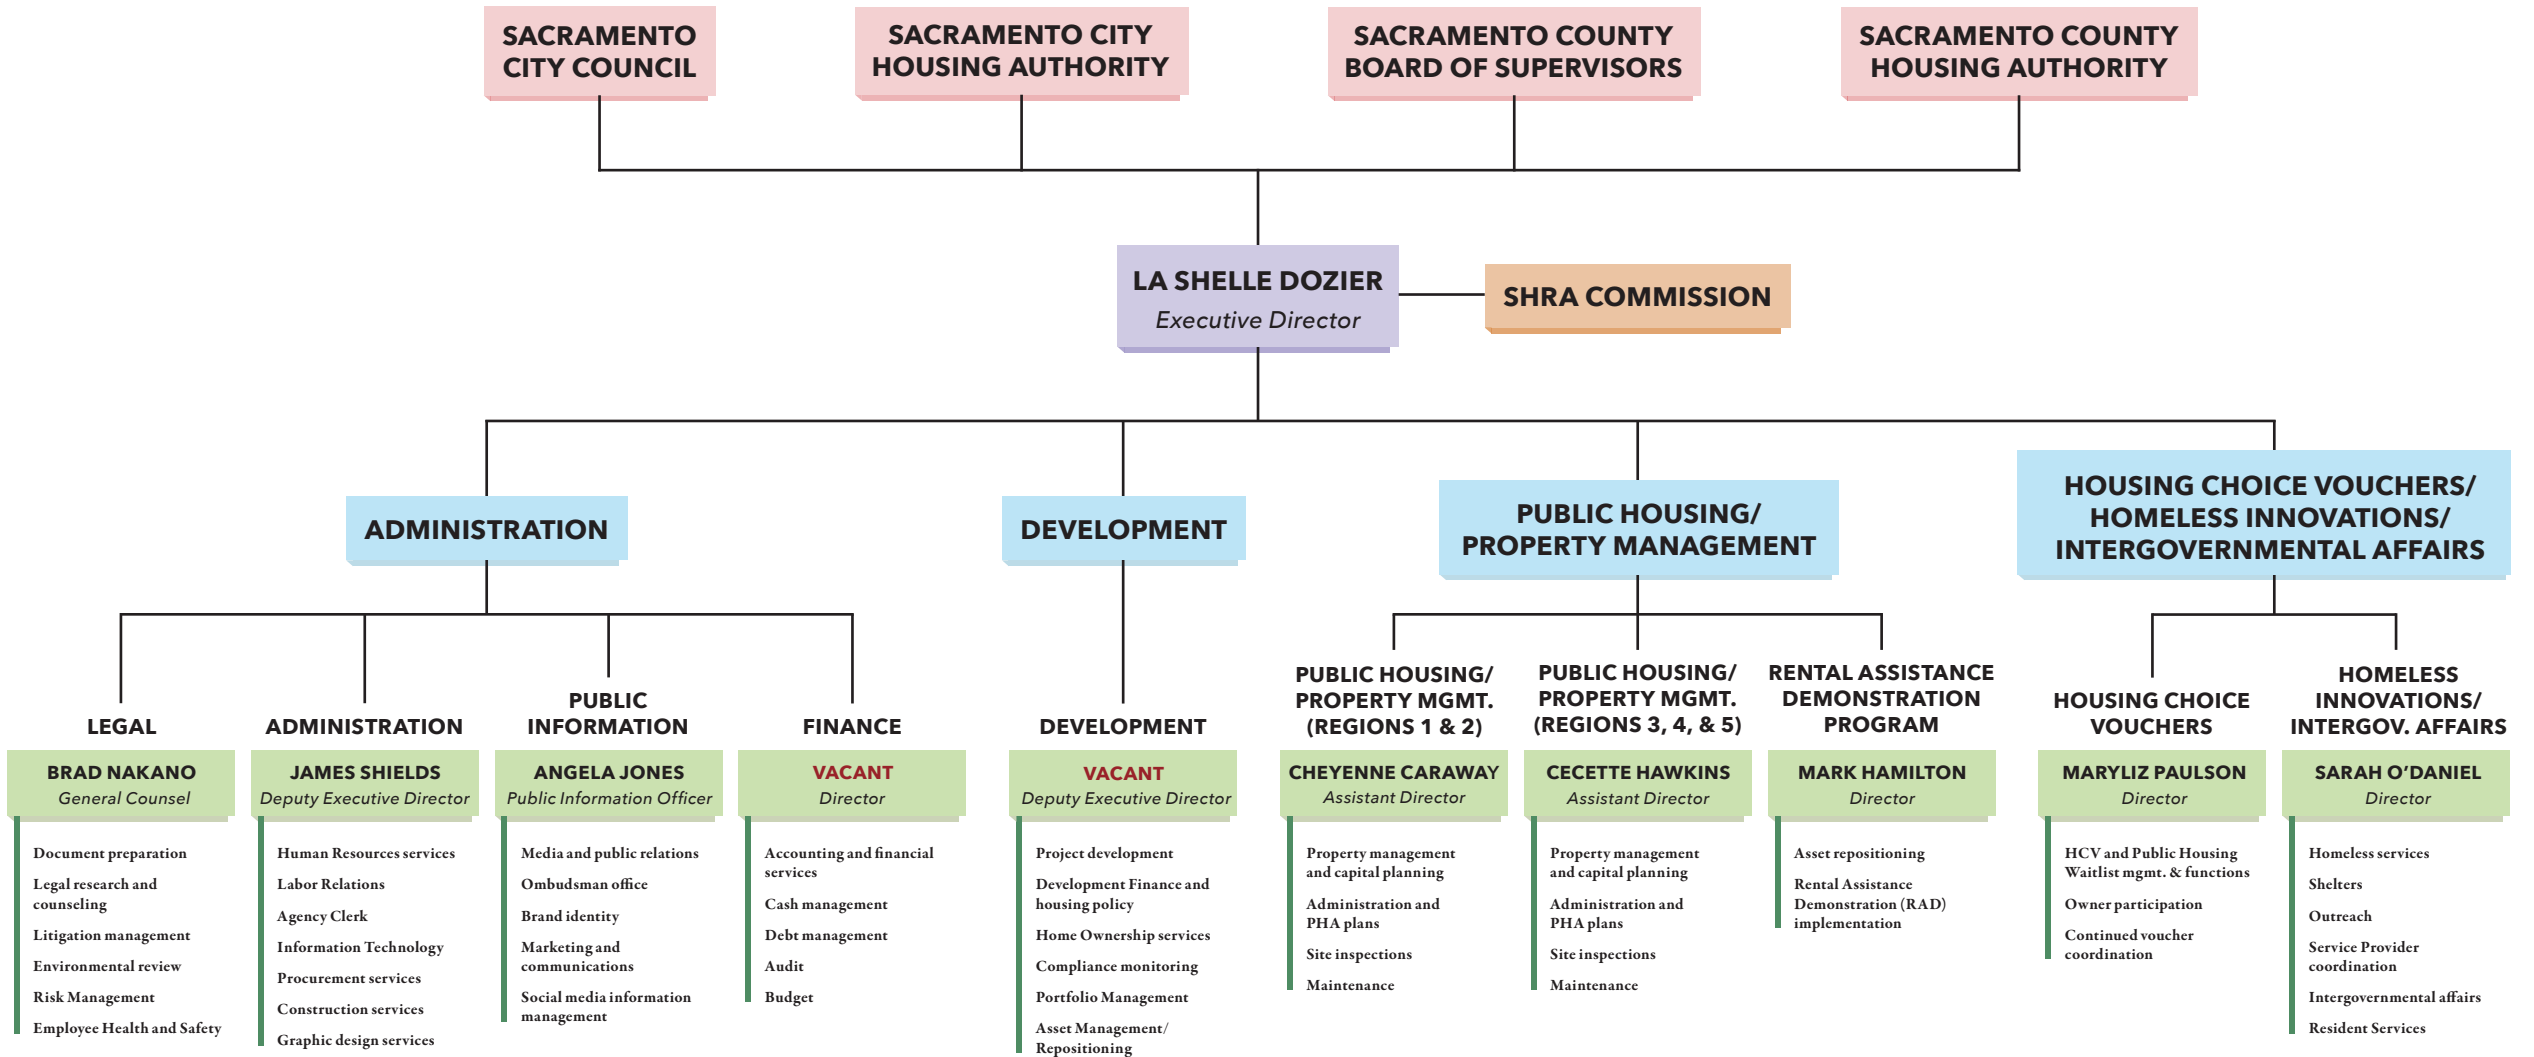 SACRAMENTO
CITY COUNCIL
SACRAMENTO CITY
HOUSING AUTHORITY
SACRAMENTO COUNTY
BOARD OF SUPERVISORS
SACRAMENTO COUNTY
HOUSING AUTHORITY
LA SHELLE DOZIER
Executive Director
SHRA COMMISSION
ADMINISTRATION
DEVELOPMENT
PUBLIC HOUSING/
PROPERTY MANAGEMENT
HOUSING CHOICE VOUCHERS/
HOMELESS INNOVATIONS/
INTERGOVERNMENTAL AFFAIRS
LEGAL
BRAD NAKANO
General Counsel
Document preparation
Legal research and
counseling
Litigation management
Environmental review
Risk Management
Employee Health and Safety
ADMINISTRATION
JAMES SHIELDS
Deputy Executive Director
Human Resources services
Labor Relations
Agency Clerk
Information Technology
Procurement services
Construction services
Graphic design services
PUBLIC
INFORMATION
ANGELA JONES
Public Information Officer
Media and public relations
Ombudsman office
Brand identity
Marketing and
communications
Social media information
management
FINANCE
VACANT
Director
Accounting and financial
services
Cash management
Debt management
Audit
Budget
DEVELOPMENT
VACANT
Deputy Executive Director
Project development
Development Finance and
housing policy
Home Ownership services
Compliance monitoring
Portfolio Management
Asset Management/
Repositioning
PUBLIC HOUSING/
PROPERTY MGMT.
(REGIONS 1 & 2)
CHEYENNE CARAWAY
Assistant Director
Property management
and capital planning
Administration and
PHA plans
Site inspections
Maintenance
PUBLIC HOUSING/
PROPERTY MGMT.
(REGIONS 3, 4, & 5)
CECETTE HAWKINS
Assistant Director
Property management
and capital planning
Administration and
PHA plans
Site inspections
Maintenance
RENTAL ASSISTANCE
DEMONSTRATION
PROGRAM
MARK HAMILTON
Director
Asset repositioning
Rental Assistance
Demonstration (RAD)
implementation
HOUSING CHOICE
VOUCHERS
MARYLIZ PAULSON
Director
HCV and Public Housing
Waitlist mgmt. & functions
Owner participation
Continued voucher
coordination
HOMELESS
INNOVATIONS/
INTERGOV. AFFAIRS
SARAH O’DANIEL
Director
Homeless services
Shelters
Outreach
Service Provider
coordination
Intergovernmental affairs
Resident Services